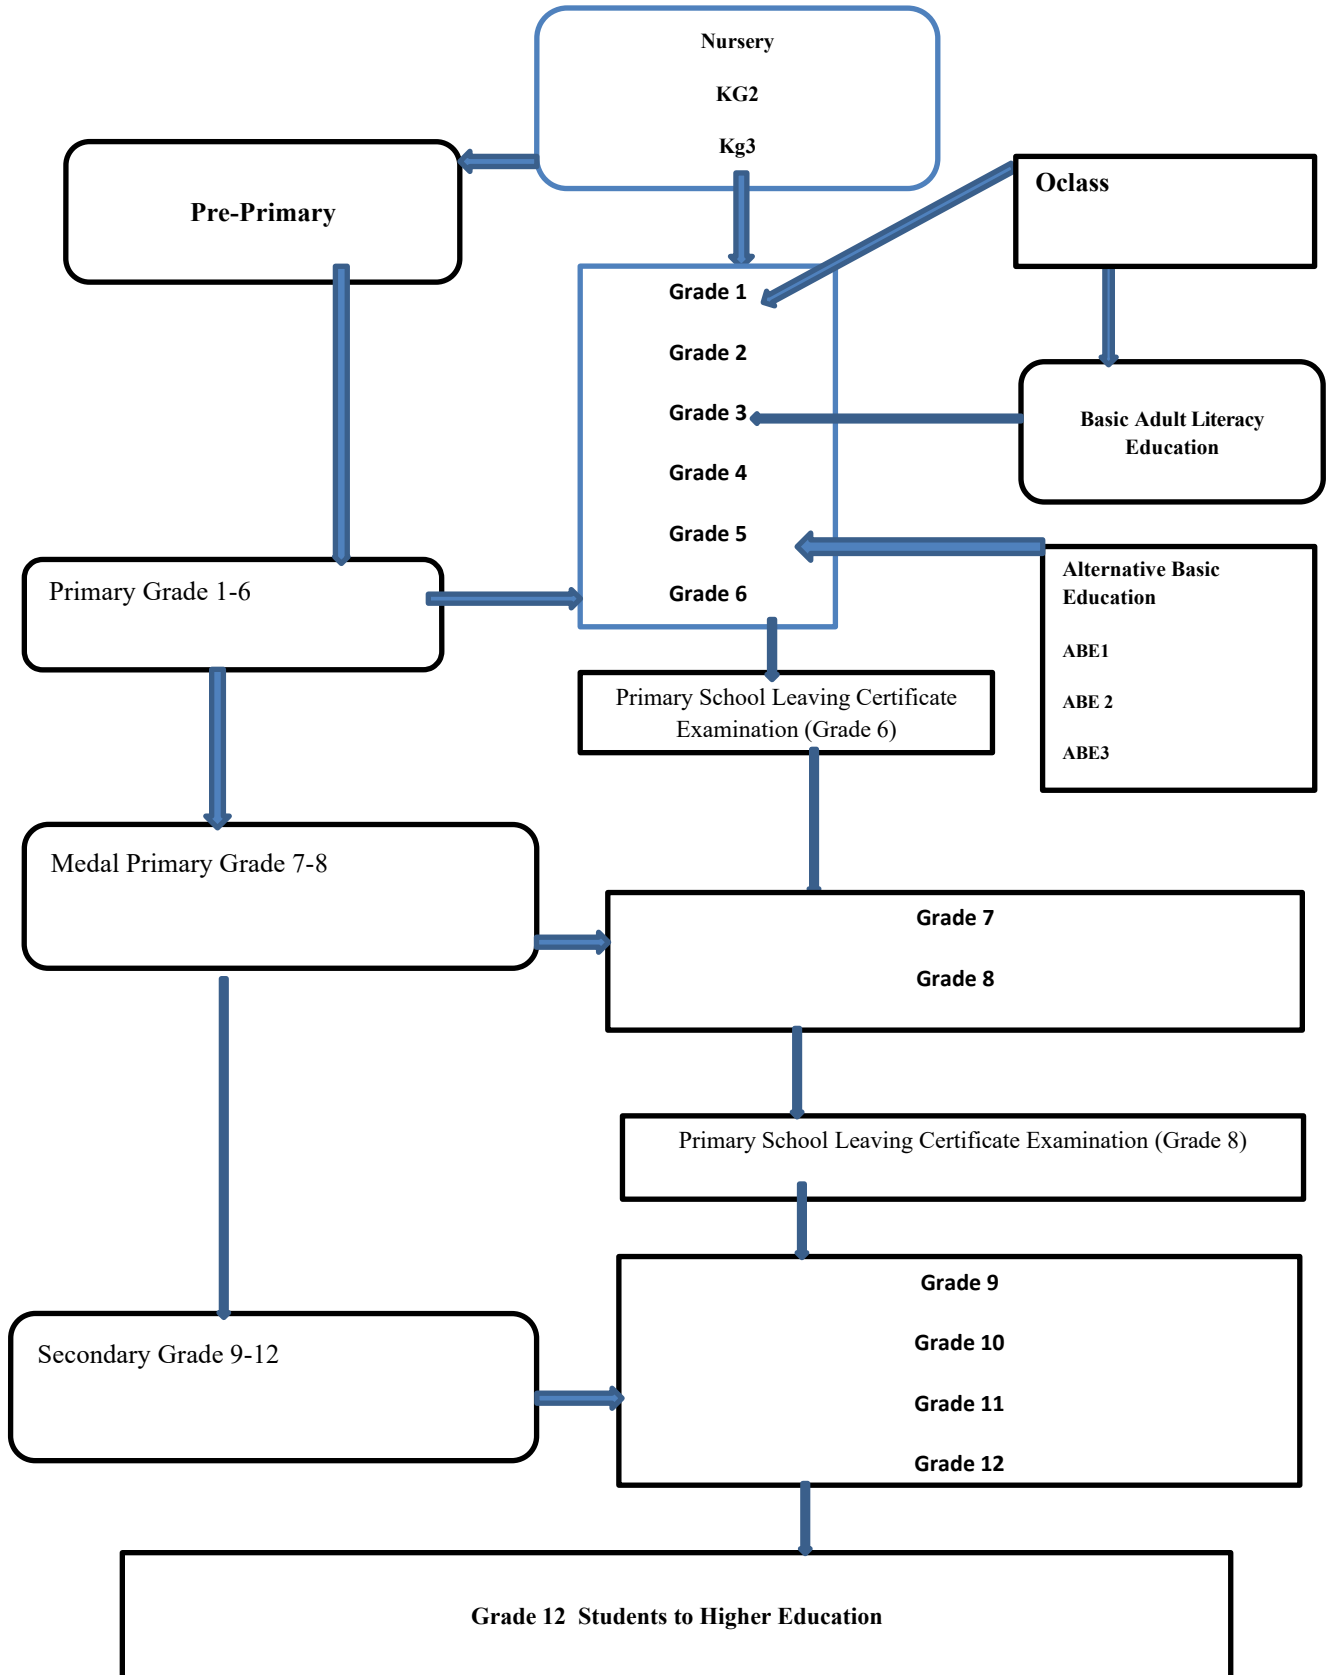 Nursery
KG2
Kg3
Pre-Primary
Oclass
Grade 1
Grade 2
Grade 3
Grade 4
Grade 5
Grade 6
Basic Adult Literacy
Education
Alternative Basic
Education
ABE1
ABE 2
ABE3
Primary Grade 1-6
Primary School Leaving Certificate
Examination (Grade 6)
Medal Primary Grade 7-8
Grade 7
Grade 8
Primary School Leaving Certificate Examination (Grade 8)
Secondary Grade 9-12
Grade 9
Grade 10
Grade 11
Grade 12
Grade 12  Students to Higher Education